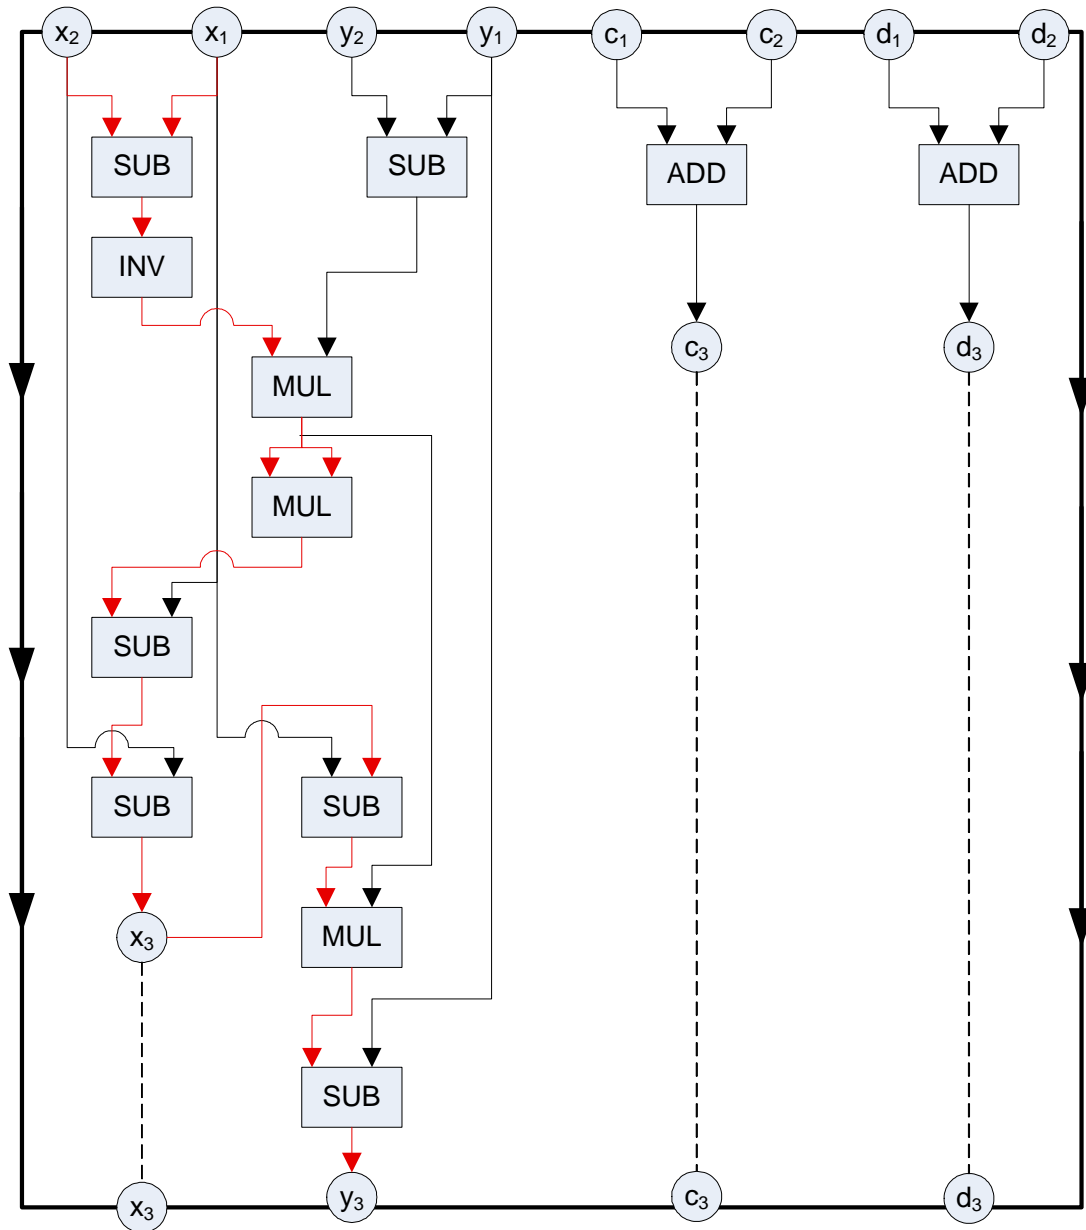 x₂ x₁ y₂ y₁ c₁ c₂ d₁ d₂
SUB SUB ADD ADD
INV
c₃ d₃
MUL
MUL
SUB
SUB SUB
x₃ MUL
SUB
x₃ y₃ c₃ d₃